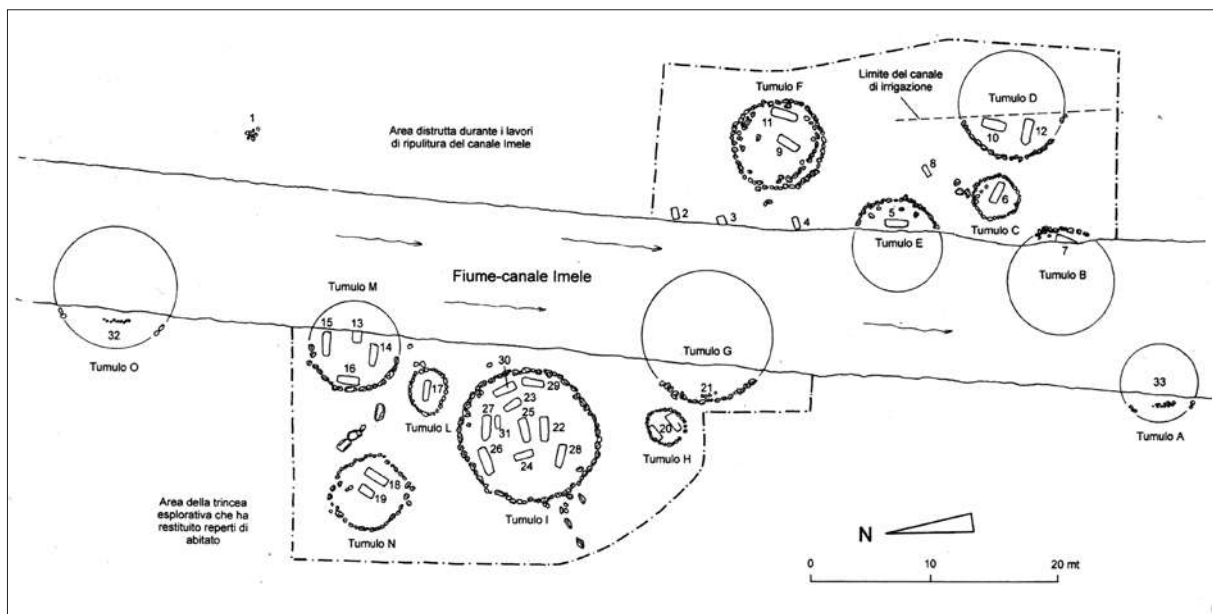 Limite del canale
di irrigazione
Tumulo F
Tumulo D
1
11
10
12
Area distrutta durante i lavori
di ripulitura del canale Imele
9
8
6
2
3
4
5
Tumulo C
Tumulo E
7
Fiume-canale Imele
Tumulo B
Tumulo M
15
13
14
32
Tumulo O
16
30
29
Tumulo G
33
17
23
21
27
25
22
Tumulo L
31
20
Tumulo A
26
24
28
Tumulo H
18
19
Area della trincea
esplorativa che ha
restituito reperti di
abitato
Tumulo I
Tumulo N
N
0
10
20 mt